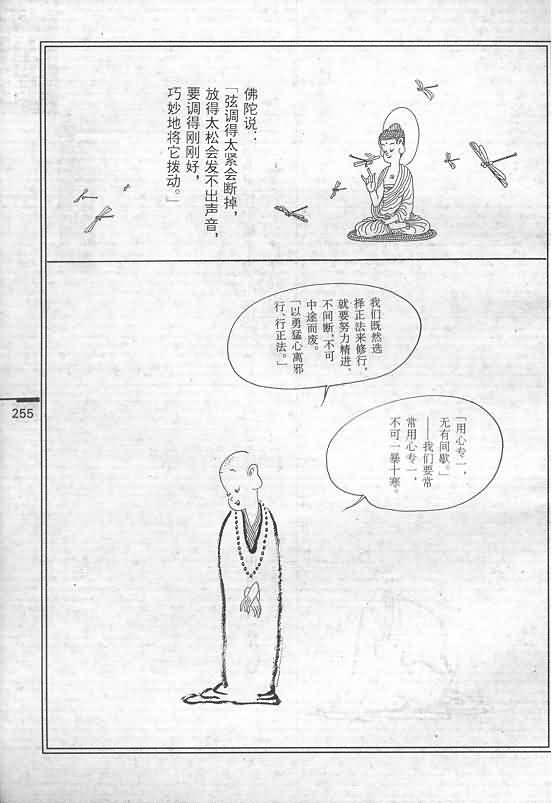 佛陀说：
「弦调得太紧会断掉，
放得太松会发不出声音，
要调得刚刚好，
巧妙地将它拨动。」
我们既然选
择正法来修行，
就要努力精进，
不间断、不可
中途而废。
「以勇猛心离邪
行、行正法。」
「用心专一，
无有间歇。」
——我们要常
常用心专一，
不可一暴十寒。
255